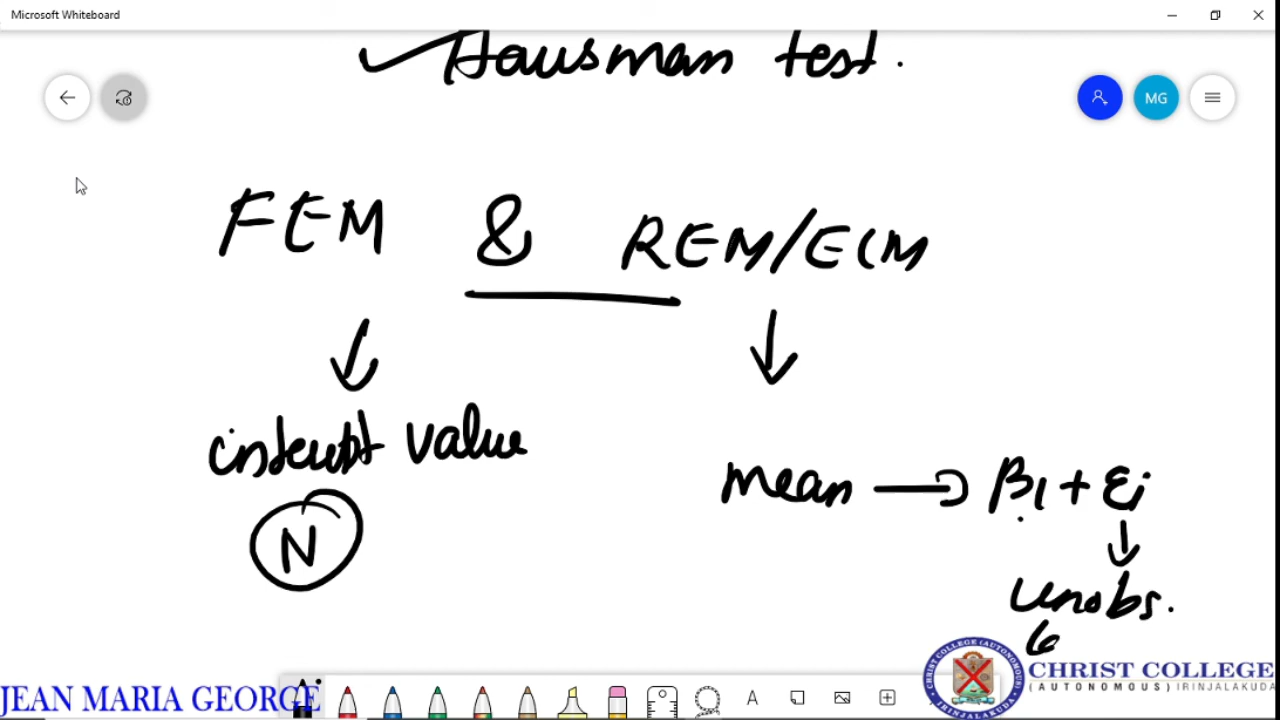 Microsoft Whiteboard
Hausman test.
MG
FEM & REM/ECM
intercept value
mean → β1 + εi
N
unobs.
JEAN MARIA GEORGE
A
CHRIST COLLEGE
(AUTONOMOUS) IRINJALAKUDA